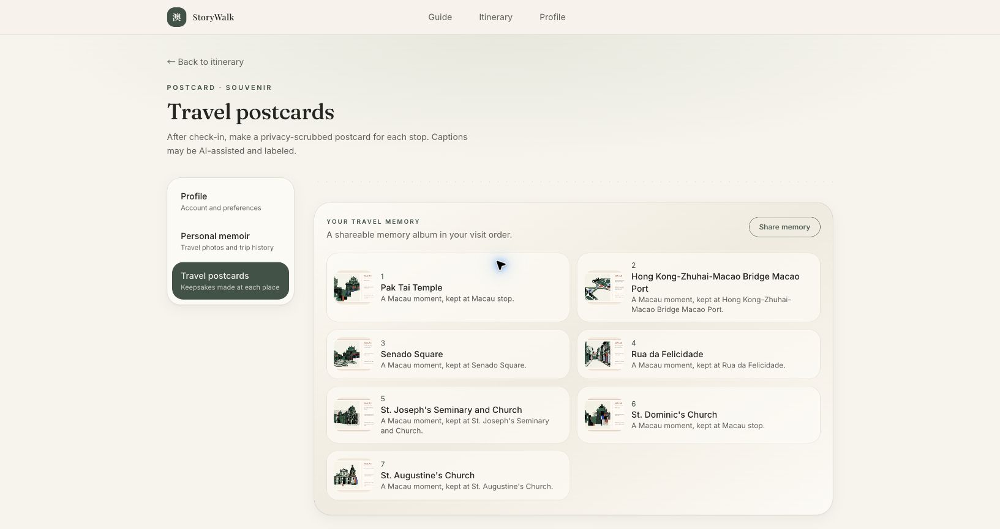 澳 StoryWalk
Guide
Itinerary
Profile
← Back to itinerary
POSTCARD · SOUVENIR
Travel postcards
After check-in, make a privacy-scrubbed postcard for each stop. Captions
may be AI-assisted and labeled.
Profile
Account and preferences
Personal memoir
Travel photos and trip history
Travel postcards
Keepsakes made at each place
YOUR TRAVEL MEMORY
A shareable memory album in your visit order.
Share memory
1
Pak Tai Temple
A Macau moment, kept at Macau stop.
2
Hong Kong-Zhuhai-Macao Bridge Macao
Port
A Macau moment, kept at Hong Kong-Zhuhai-
Macao Bridge Macao Port.
3
Senado Square
A Macau moment, kept at Senado Square.
4
Rua da Felicidade
A Macau moment, kept at Rua da Felicidade.
5
St. Joseph's Seminary and Church
A Macau moment, kept at St. Joseph's Seminary
and Church.
6
St. Dominic's Church
A Macau moment, kept at Macau stop.
7
St. Augustine's Church
A Macau moment, kept at St. Augustine's Church.